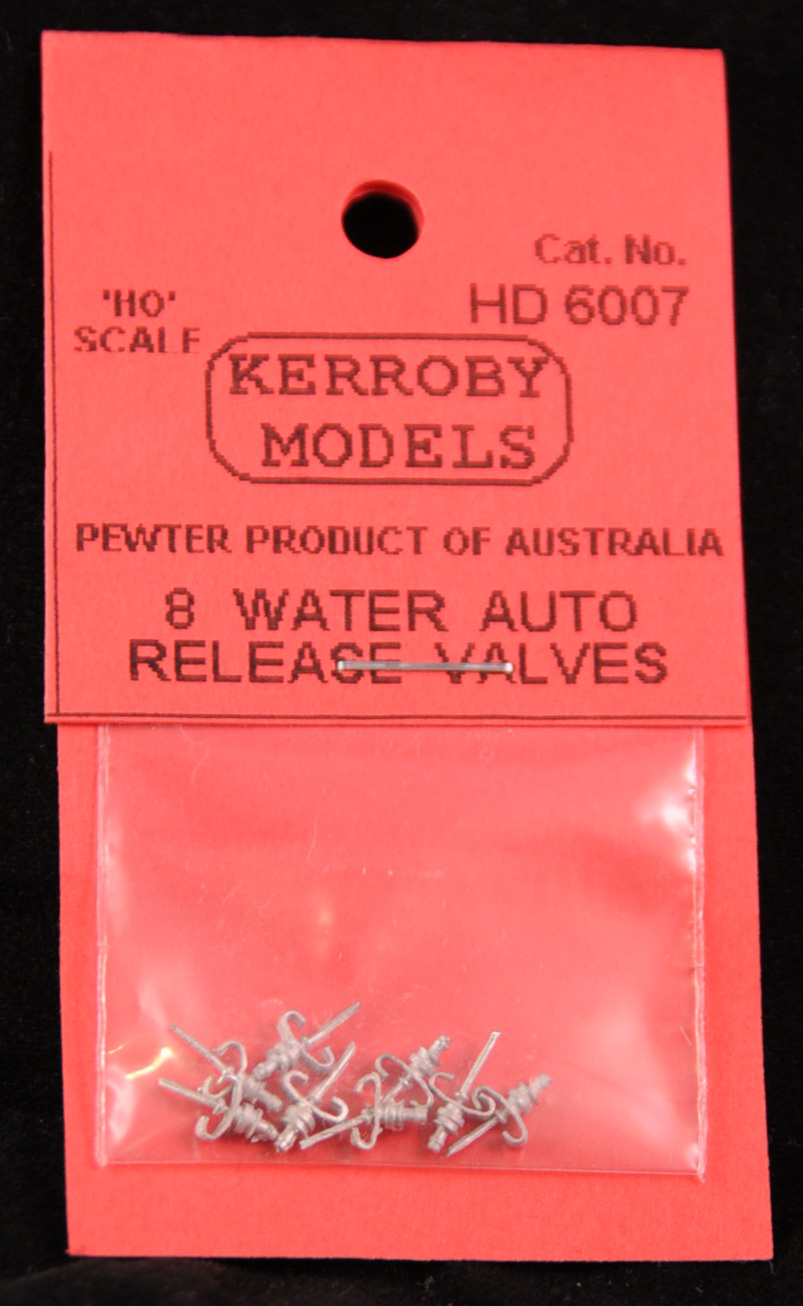 Cat. No.
HD 6007
'HO'
SCALE
KERROBY
MODELS
PEWTER PRODUCT OF AUSTRALIA
8 WATER AUTO
RELEASE VALVES